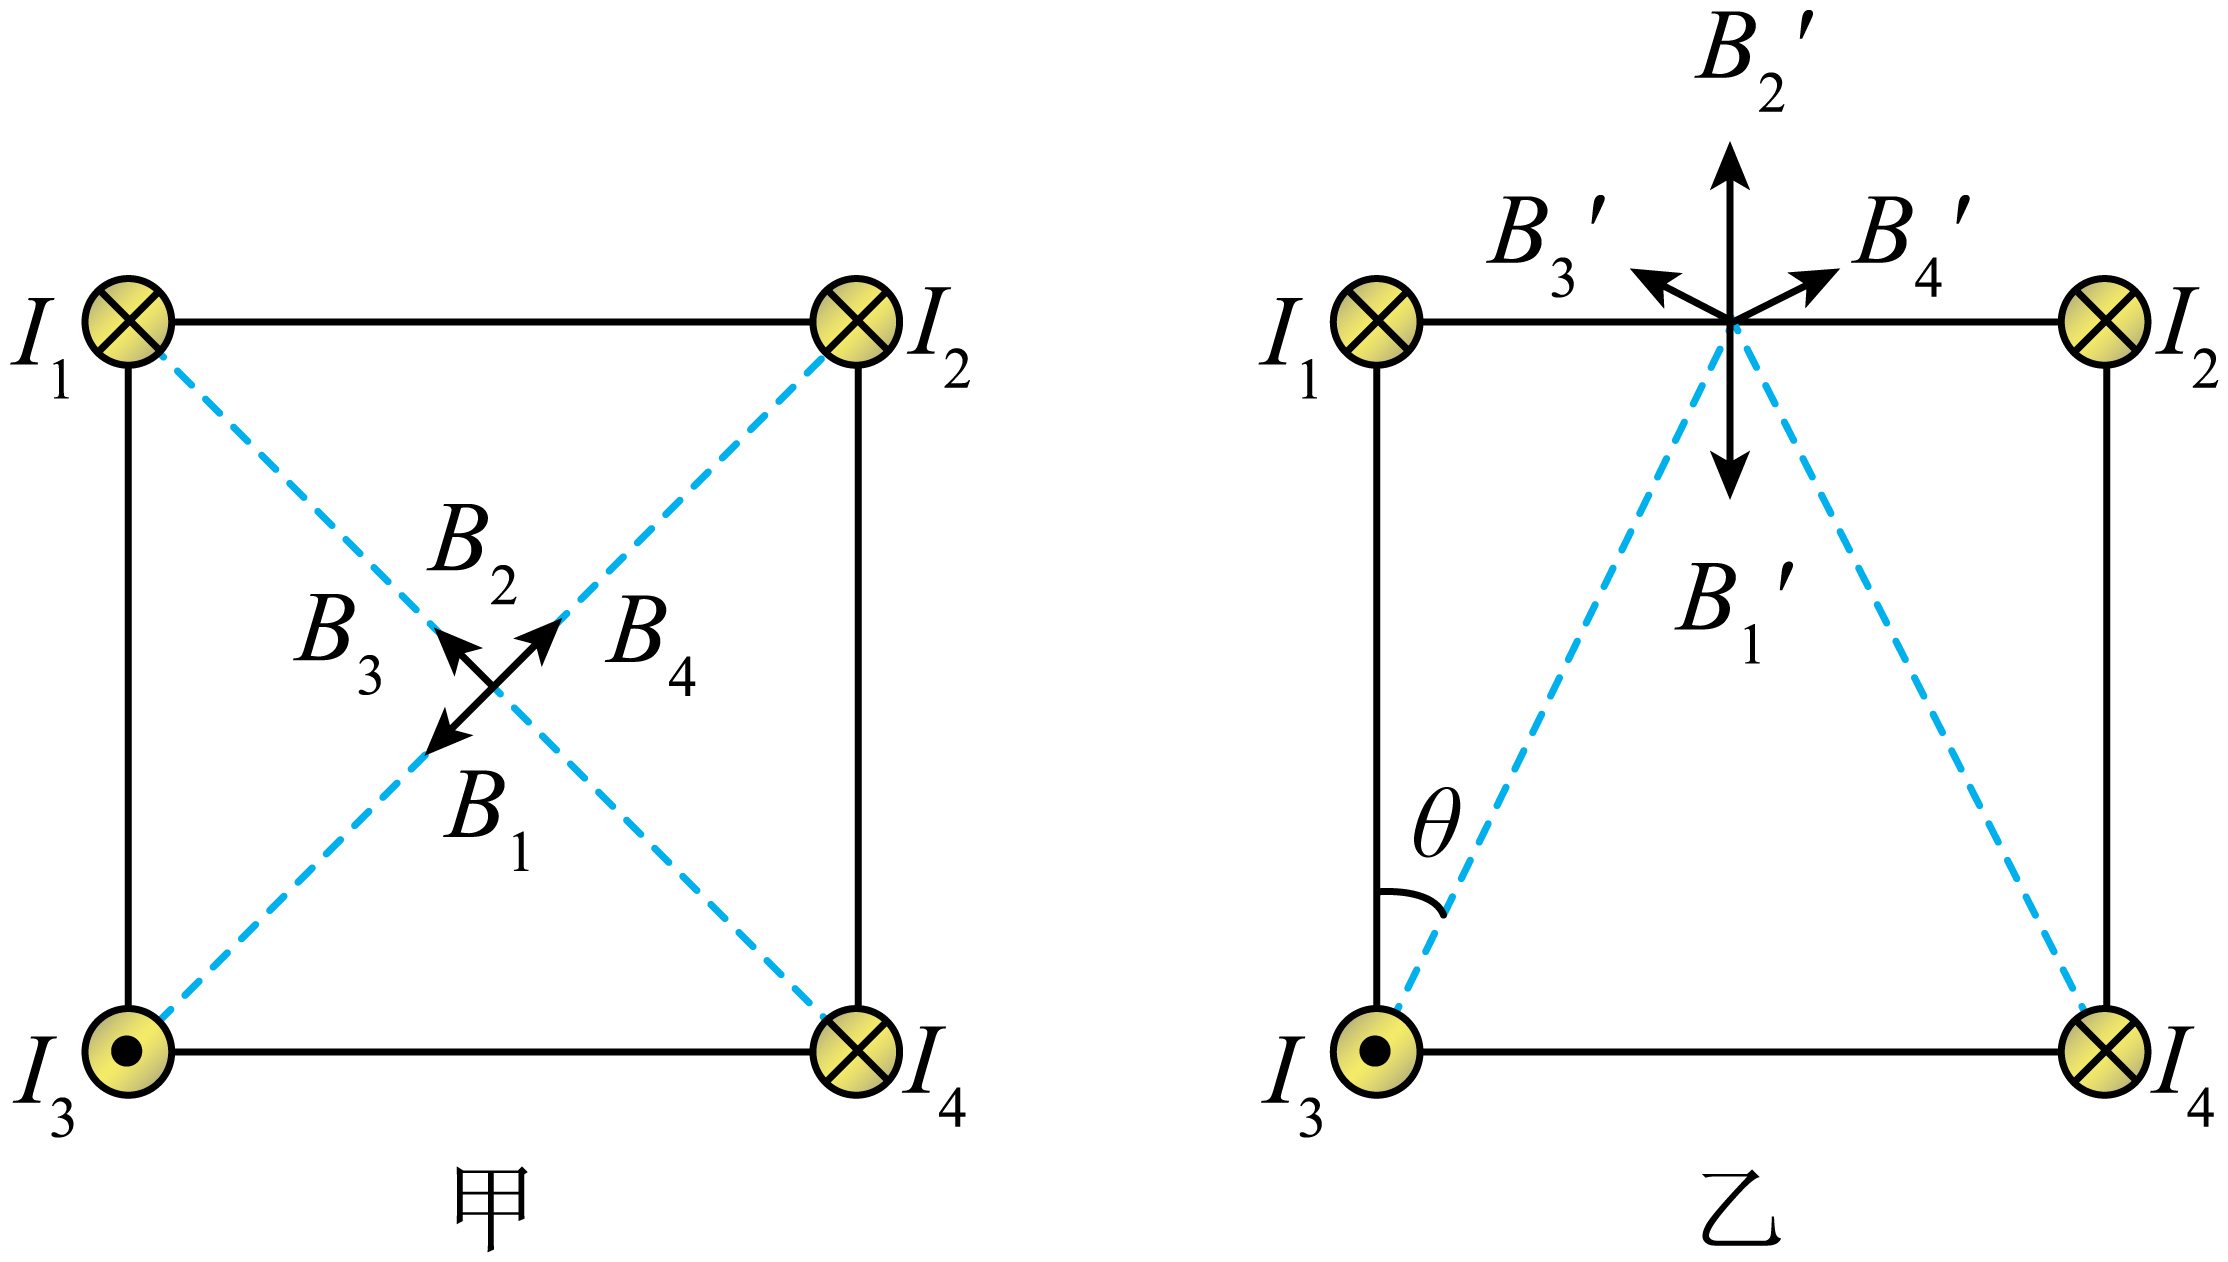 B₂′
B₃′ B₄′
I₁ I₂ I₁ I₂
B₂
B₃ B₄ B₁′
B₁ θ
I₃ I₄ I₃ I₄
甲 乙